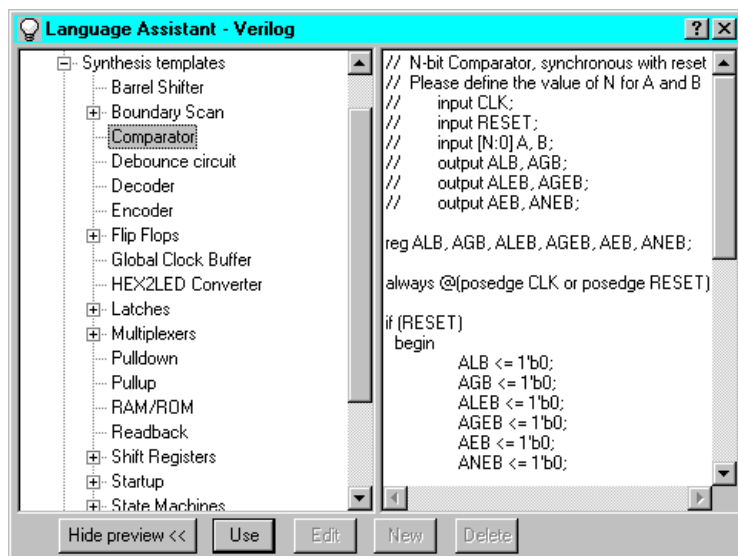 Language Assistant - Verilog
Synthesis templates
Barrel Shifter
Boundary Scan
Comparator
Debounce circuit
Decoder
Encoder
Flip Flops
Global Clock Buffer
HEX2LED Converter
Latches
Multiplexers
Pulldown
Pullup
RAM/ROM
Readback
Shift Registers
Startup
State Machines
// N-bit Comparator, synchronous with reset
// Please define the value of N for A and B
// input CLK;
// input RESET;
// input [N:0] A, B;
// output ALB, AGB;
// output ALEB, AGEB;
// output AEB, ANEB;
reg ALB, AGB, ALEB, AGEB, AEB, ANEB;
always @(posedge CLK or posedge RESET)
if (RESET)
begin
ALB <= 1'b0;
AGB <= 1'b0;
ALEB <= 1'b0;
AGEB <= 1'b0;
AEB <= 1'b0;
ANEB <= 1'b0;
Hide preview << Use Edit New Delete